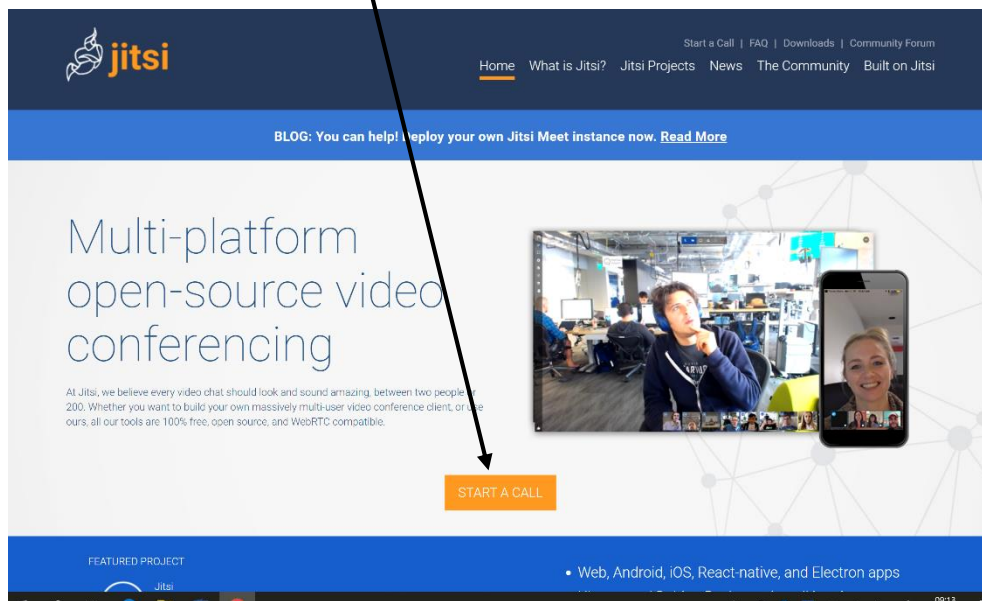 jitsi
Start a Call | FAQ | Downloads | Community Forum
Home What is Jitsi? Jitsi Projects News The Community Built on Jitsi
BLOG: You can help! Deploy your own Jitsi Meet instance now. Read More
Multi-platform
open-source video
conferencing
At Jitsi, we believe every video chat should look and sound amazing, between two people or
200. Whether you want to build your own massively multi-user video conference client, or use
ours, all our tools are 100% free, open source, and WebRTC compatible.
START A CALL
FEATURED PROJECT
Jitsi
• Web, Android, iOS, React-native, and Electron apps
09:13